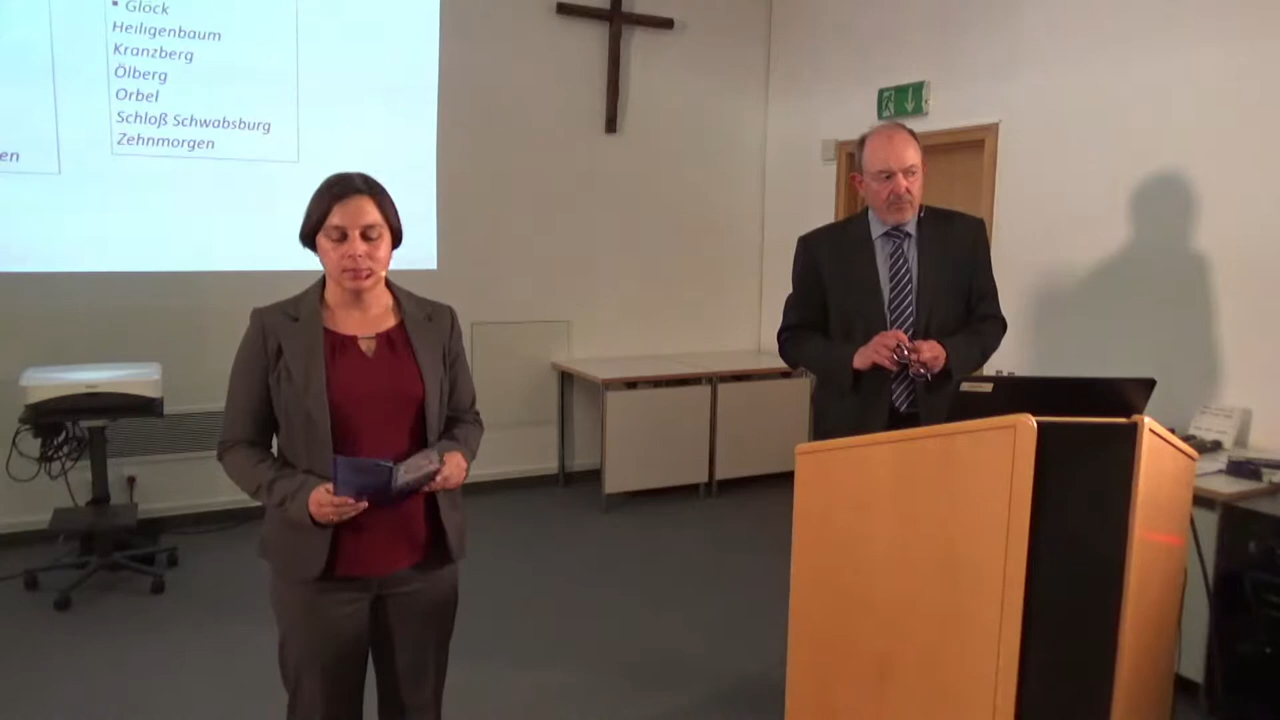 ▪ Glöck
Heiligenbaum
Kranzberg
Ölberg
Orbel
Schloß Schwabsburg
Zehnmorgen
en